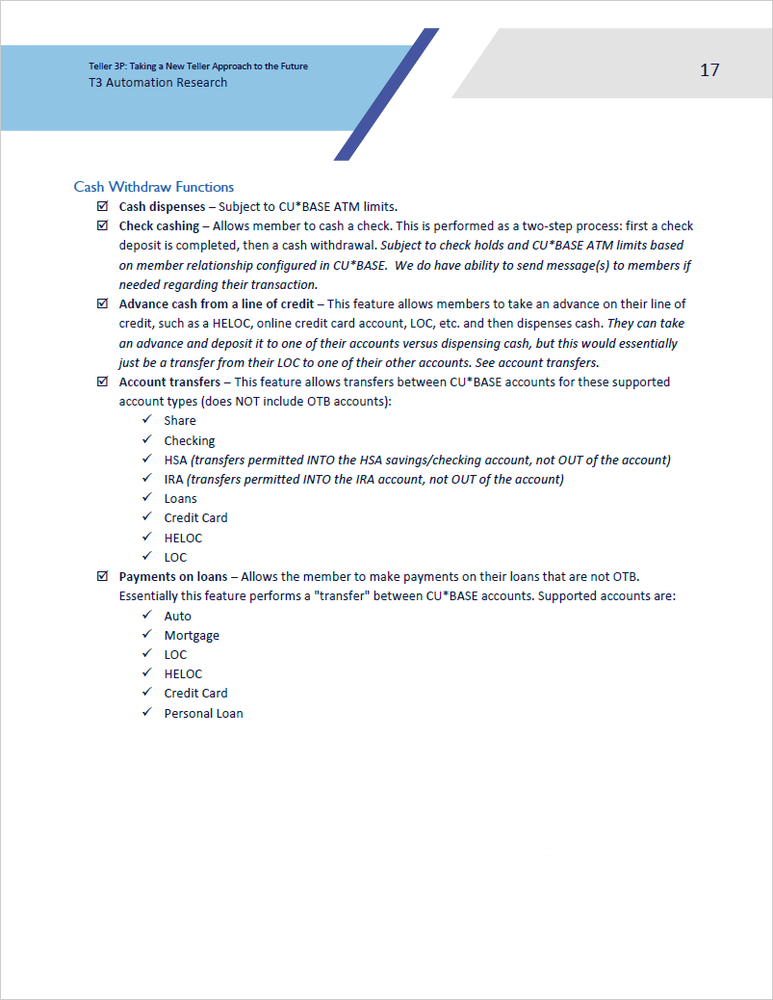 Teller 3P: Taking a New Teller Approach to the Future
T3 Automation Research
17
Cash Withdraw Functions
☑ Cash dispenses – Subject to CU*BASE ATM limits.
☑ Check cashing – Allows member to cash a check. This is performed as a two-step process: first a check
deposit is completed, then a cash withdrawal. Subject to check holds and CU*BASE ATM limits based
on member relationship configured in CU*BASE.  We do have ability to send message(s) to members if
needed regarding their transaction.
☑ Advance cash from a line of credit – This feature allows members to take an advance on their line of
credit, such as a HELOC, online credit card account, LOC, etc. and then dispenses cash. They can take
an advance and deposit it to one of their accounts versus dispensing cash, but this would essentially
just be a transfer from their LOC to one of their other accounts. See account transfers.
☑ Account transfers – This feature allows transfers between CU*BASE accounts for these supported
account types (does NOT include OTB accounts):
✓ Share
✓ Checking
✓ HSA (transfers permitted INTO the HSA savings/checking account, not OUT of the account)
✓ IRA (transfers permitted INTO the IRA account, not OUT of the account)
✓ Loans
✓ Credit Card
✓ HELOC
✓ LOC
☑ Payments on loans – Allows the member to make payments on their loans that are not OTB.
Essentially this feature performs a "transfer" between CU*BASE accounts. Supported accounts are:
✓ Auto
✓ Mortgage
✓ LOC
✓ HELOC
✓ Credit Card
✓ Personal Loan